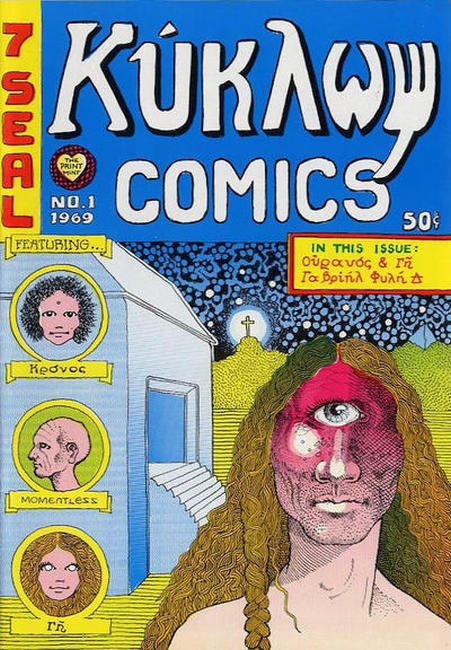 7 SEAL
Κύκλωψ
COMICS
THE
PRINT
MINT
NO.1
1969
50¢
FEATURING...
IN THIS ISSUE:
Οὐρανός & Γῆ
Γαβριήλ Φυλή Δ
Κρόνος
MOMENTLESS
Γῆ